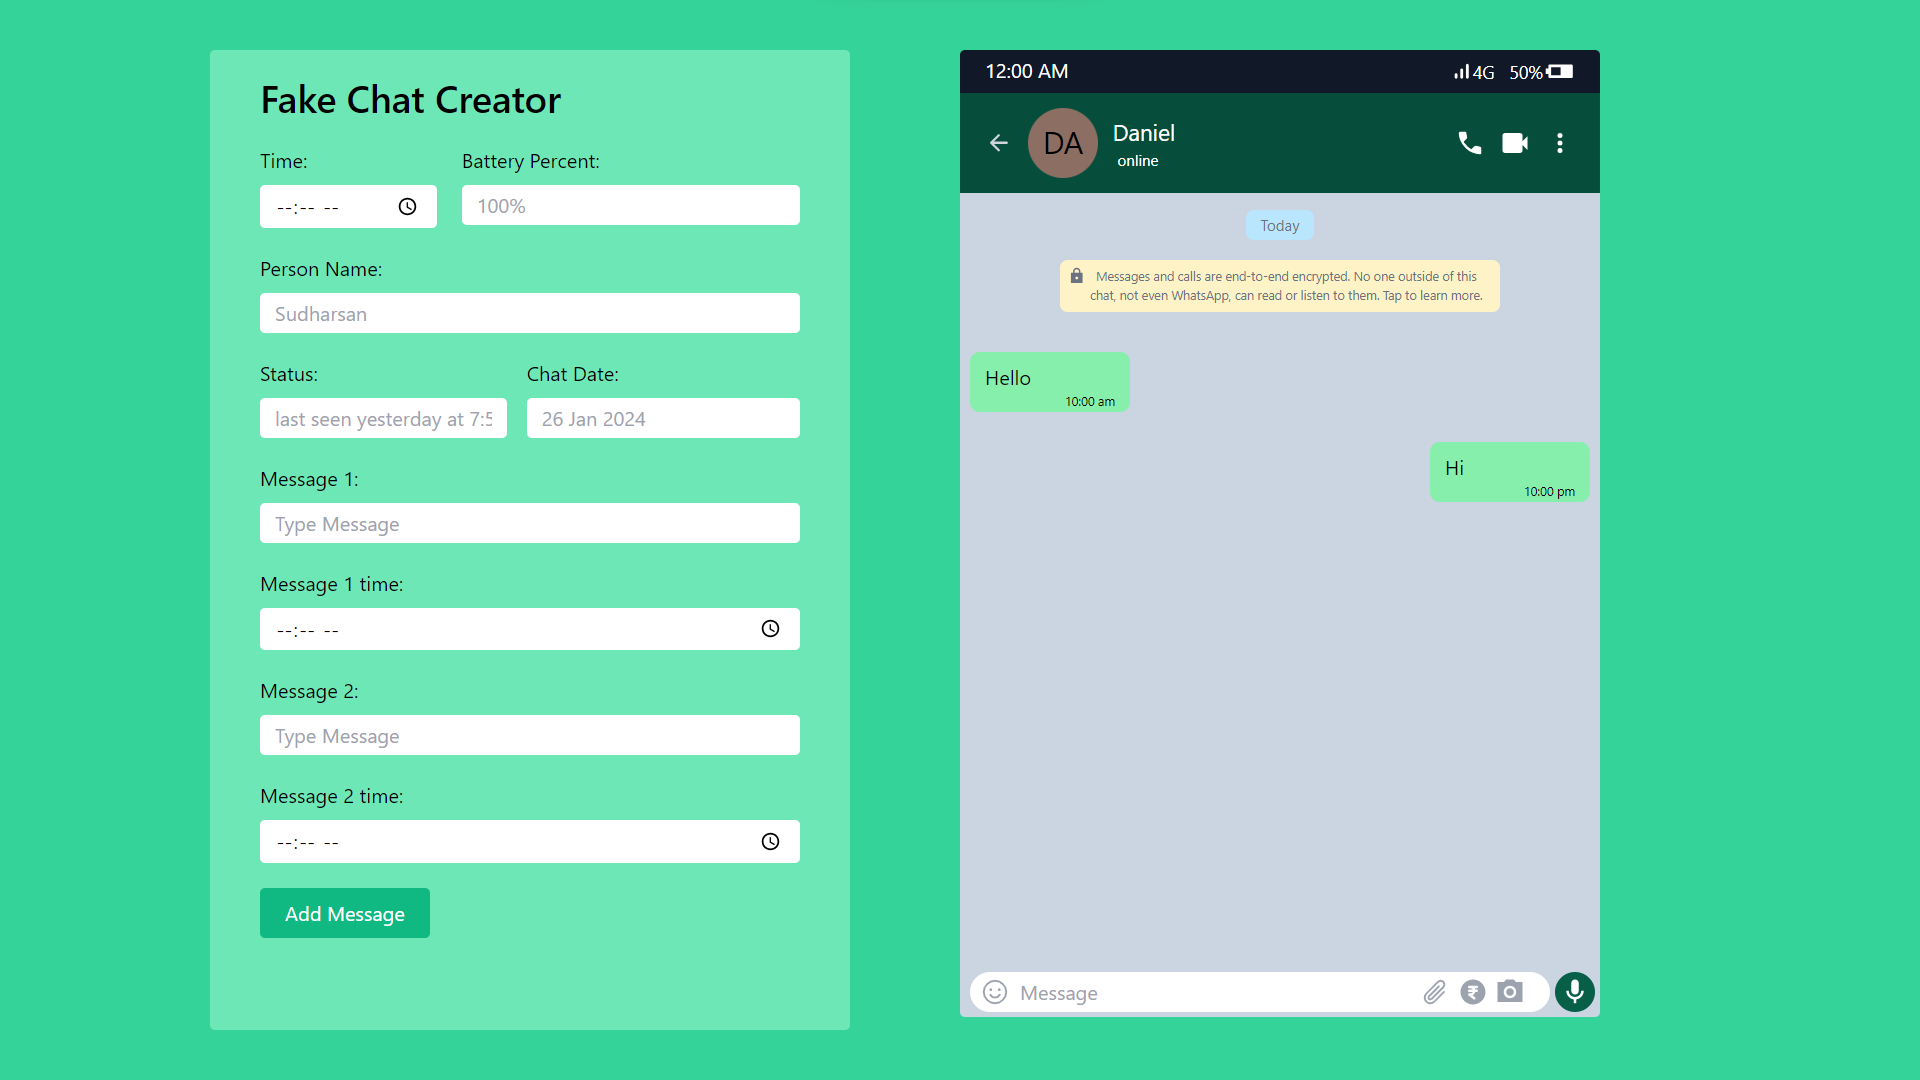 Fake Chat Creator
Time:
Battery Percent:
--:-- --
100%
Person Name:
Sudharsan
Status:
Chat Date:
last seen yesterday at 7:5
26 Jan 2024
Message 1:
Type Message
Message 1 time:
--:-- --
Message 2:
Type Message
Message 2 time:
--:-- --
Add Message
12:00 AM
4G 50%
DA
Daniel
online
Today
Messages and calls are end-to-end encrypted. No one outside of this
chat, not even WhatsApp, can read or listen to them. Tap to learn more.
Hello
10:00 am
Hi
10:00 pm
Message
₹